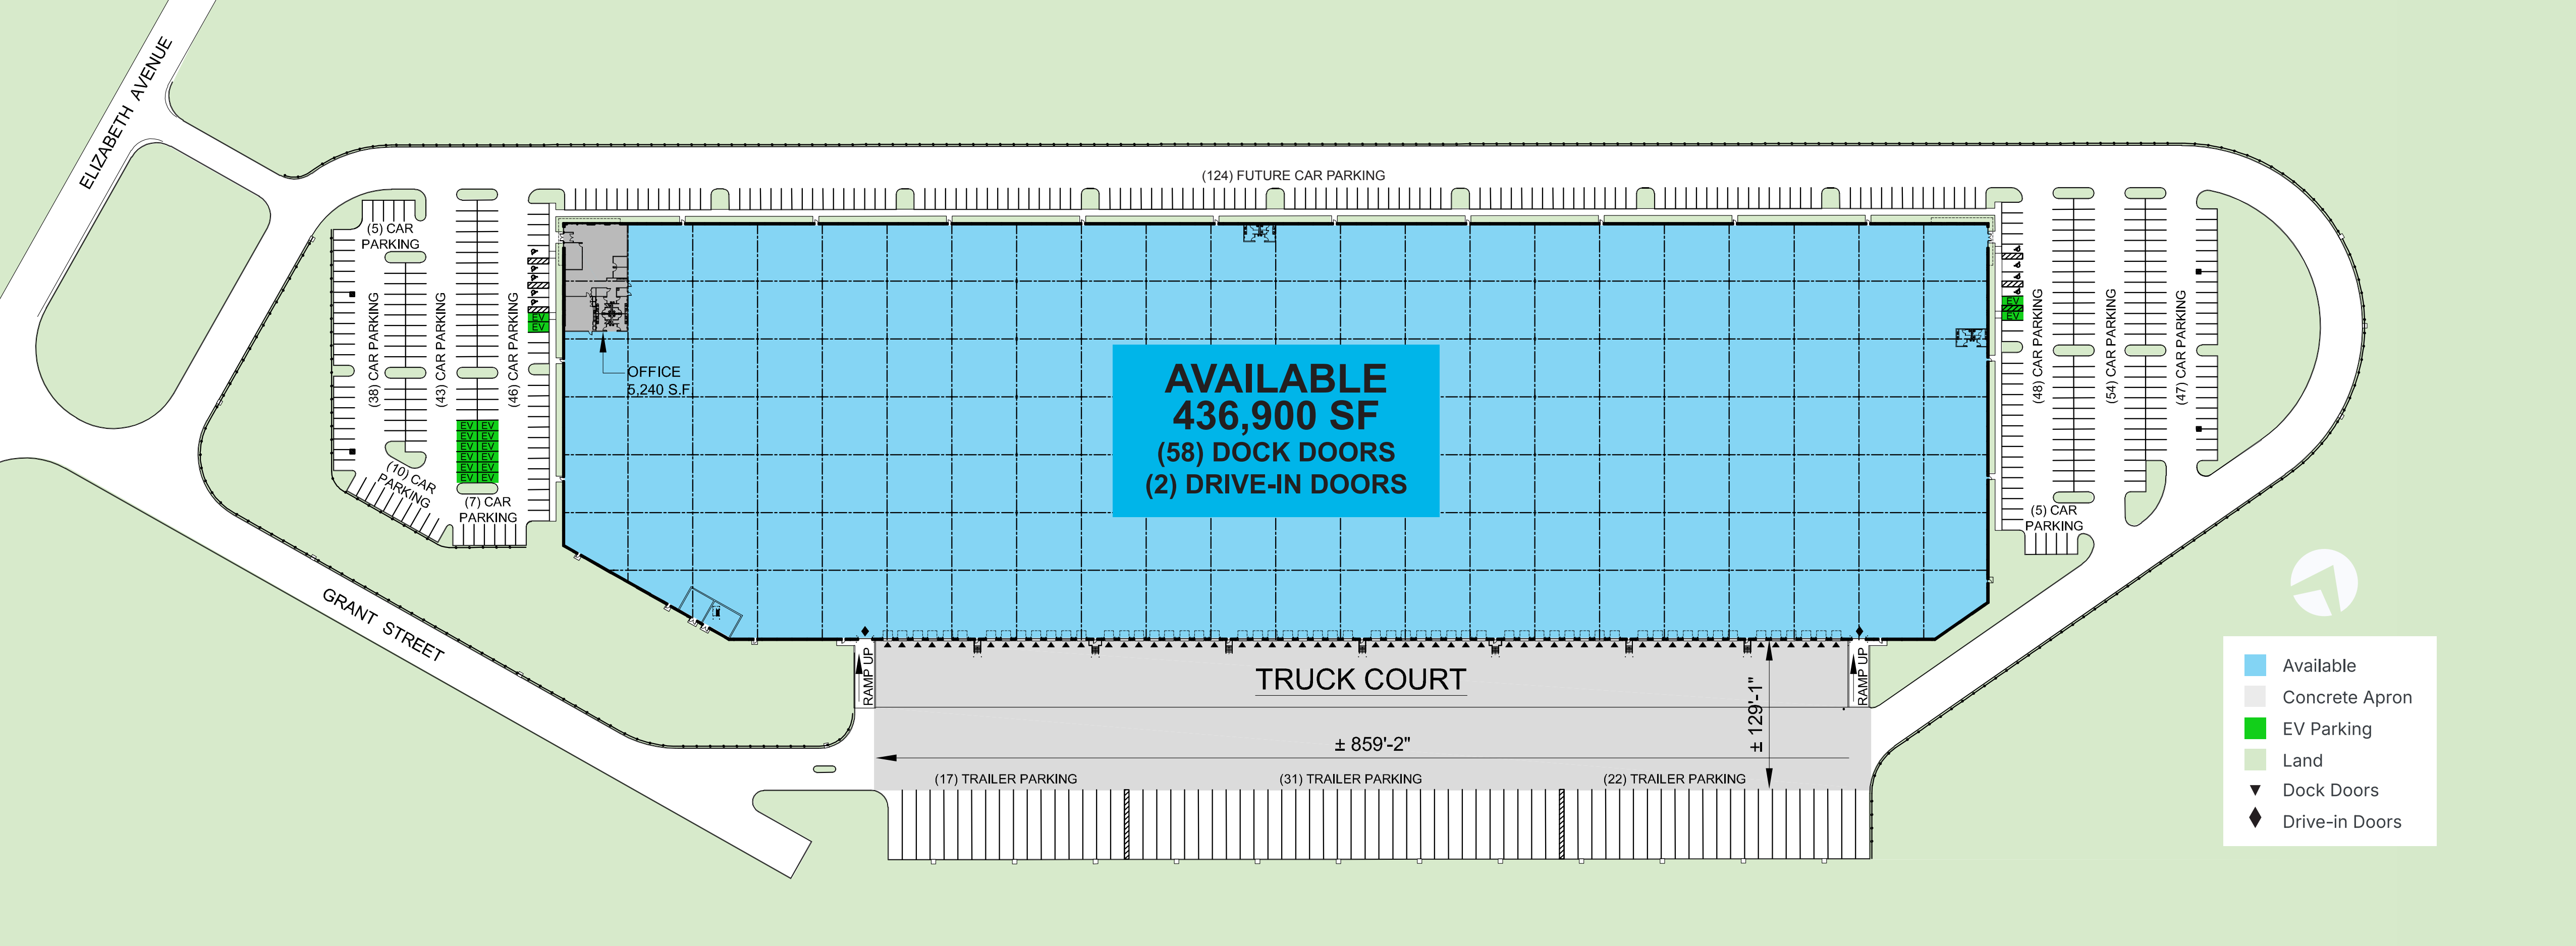 ELIZABETH AVENUE
(124) FUTURE CAR PARKING
(5) CAR
PARKING
(38) CAR PARKING
(43) CAR PARKING
(46) CAR PARKING
EV
EV
EV EV
EV EV
EV EV
EV EV
EV EV
EV EV
(10) CAR
PARKING
(7) CAR
PARKING
OFFICE
5,240 S.F.
AVAILABLE
436,900 SF
(58) DOCK DOORS
(2) DRIVE-IN DOORS
EV
EV
(48) CAR PARKING
(54) CAR PARKING
(47) CAR PARKING
(5) CAR
PARKING
GRANT STREET
RAMP UP
TRUCK COURT
RAMP UP
± 129'-1"
± 859'-2"
(17) TRAILER PARKING
(31) TRAILER PARKING
(22) TRAILER PARKING
Available
Concrete Apron
EV Parking
Land
Dock Doors
Drive-in Doors